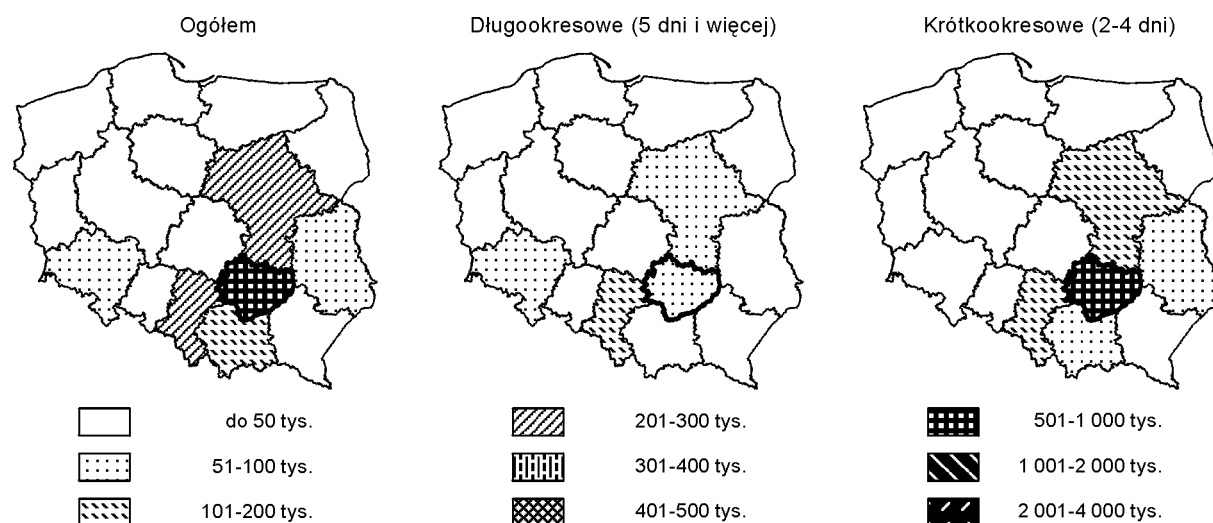 Ogółem
Długookresowe (5 dni i więcej)
Krótkookresowe (2-4 dni)
do 50 tys.
201-300 tys.
501-1 000 tys.
51-100 tys.
301-400 tys.
1 001-2 000 tys.
101-200 tys.
401-500 tys.
2 001-4 000 tys.